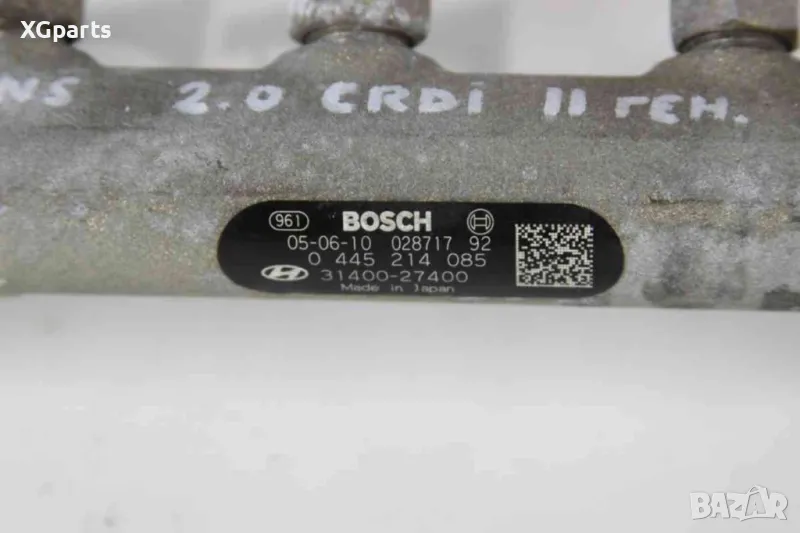 XGparts
NS 2.0 CRDi II ГЕН.
961 BOSCH
05-06-10 028717 92
0 445 214 085
31400-27400
Made in Japan
BAZAR